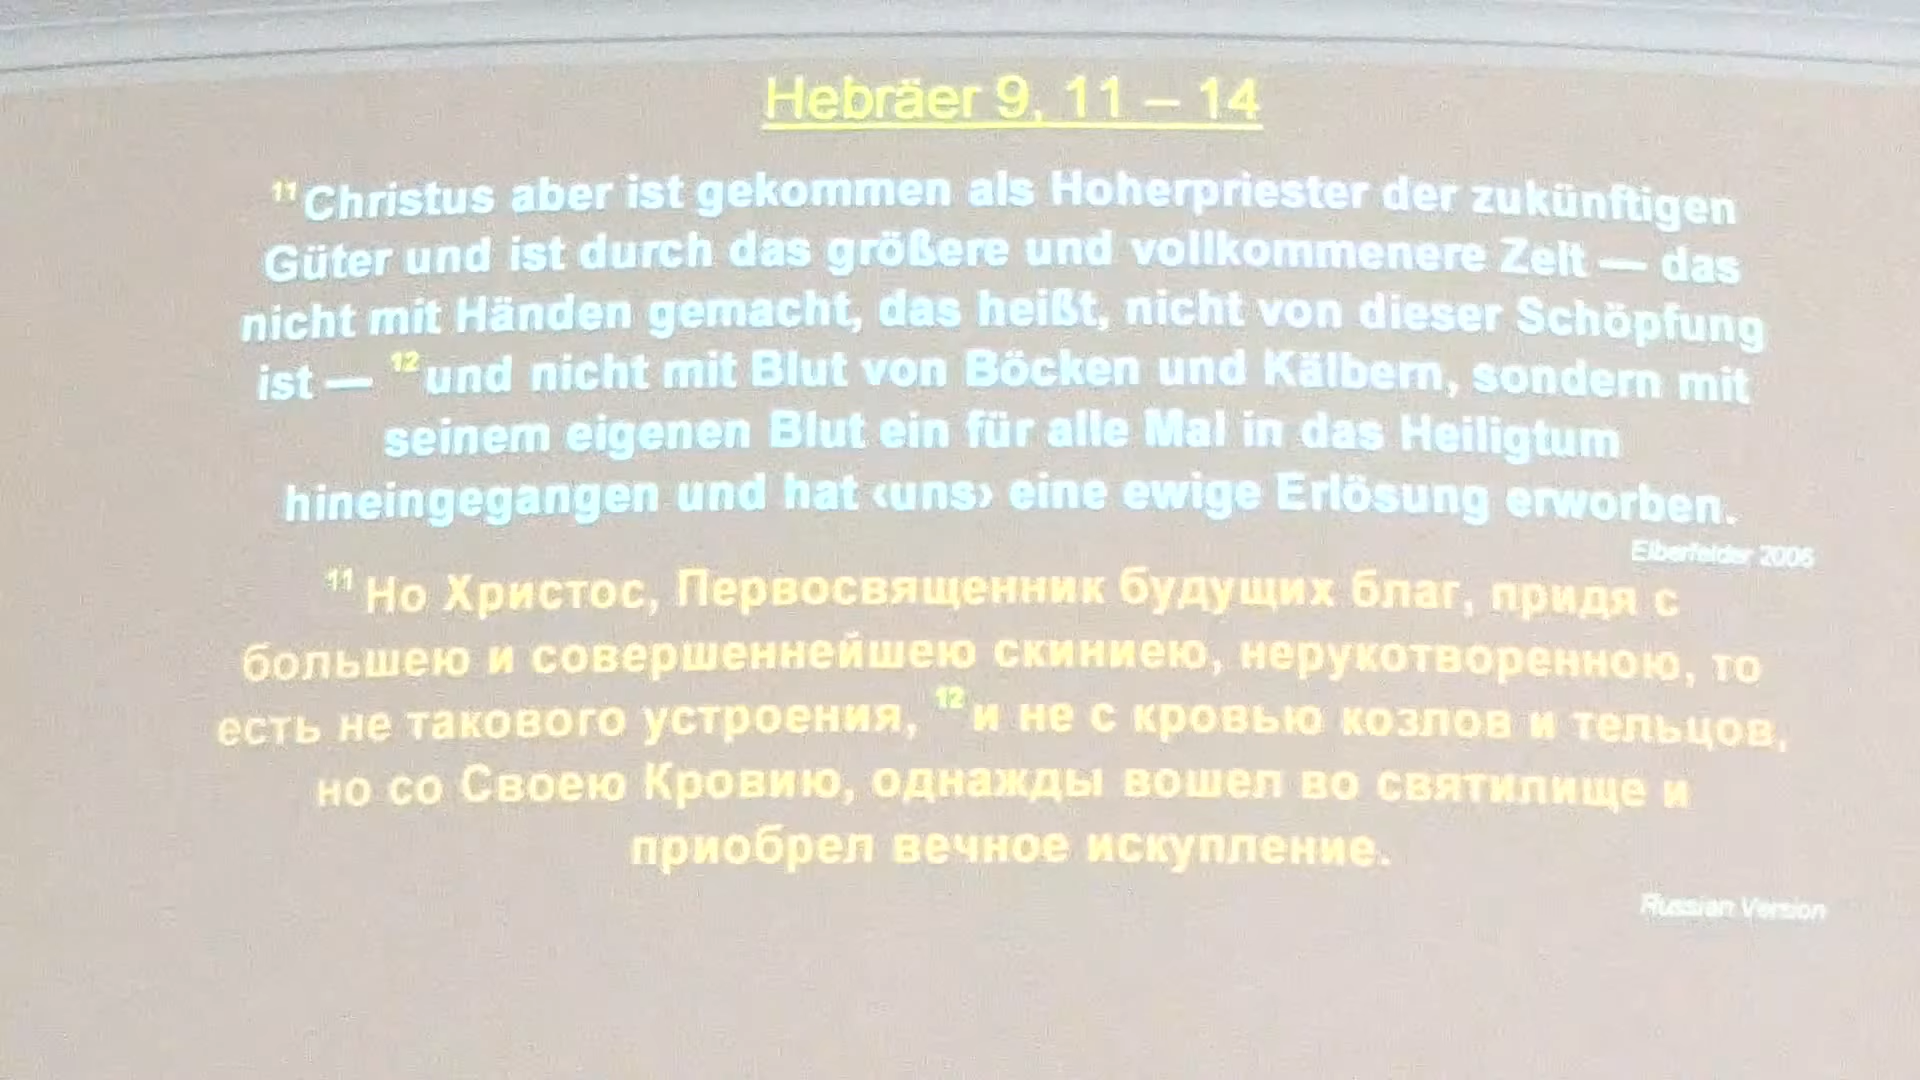 Hebräer 9, 11 – 14
11 Christus aber ist gekommen als Hoherpriester der zukünftigen
Güter und ist durch das größere und vollkommenere Zelt — das
nicht mit Händen gemacht, das heißt, nicht von dieser Schöpfung
ist — 12 und nicht mit Blut von Böcken und Kälbern, sondern mit
seinem eigenen Blut ein für alle Mal in das Heiligtum
hineingegangen und hat ‹uns› eine ewige Erlösung erworben.
Elberfelder 2006
11 Но Христос, Первосвященник будущих благ, придя с
большею и совершеннейшею скиниею, нерукотворенною, то
есть не такового устроения, 12 и не с кровью козлов и тельцов,
но со Своею Кровию, однажды вошел во святилище и
приобрел вечное искупление.
Russian Version